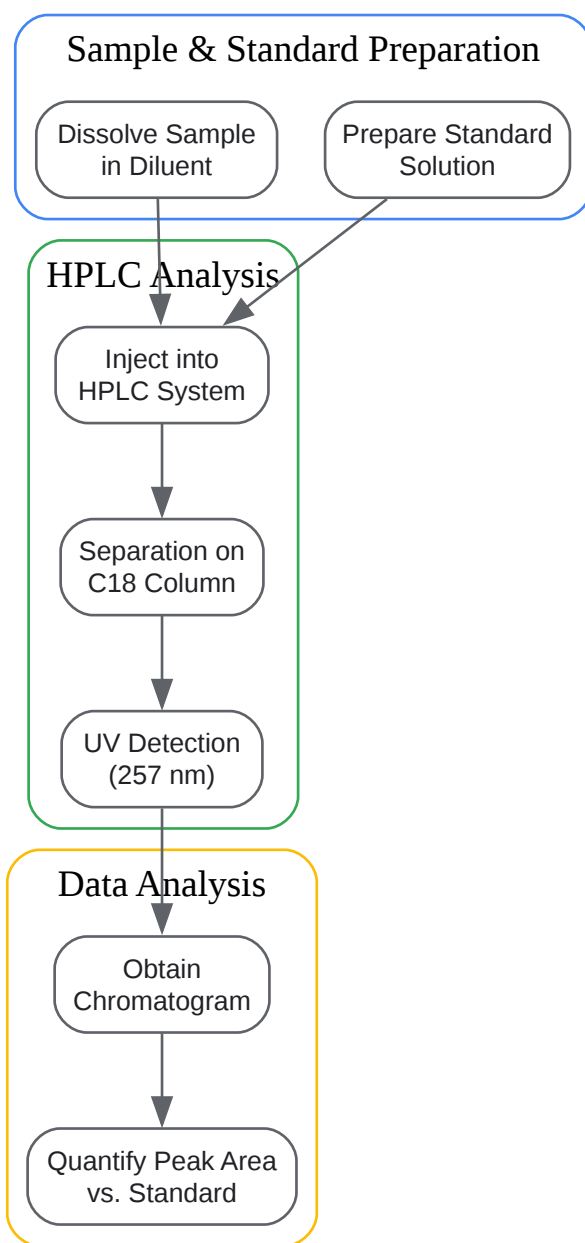 Sample & Standard Preparation
Dissolve Sample
in Diluent
Prepare Standard
Solution
HPLC Analysis
Inject into
HPLC System
Separation on
C18 Column
UV Detection
(257 nm)
Data Analysis
Obtain
Chromatogram
Quantify Peak Area
vs. Standard